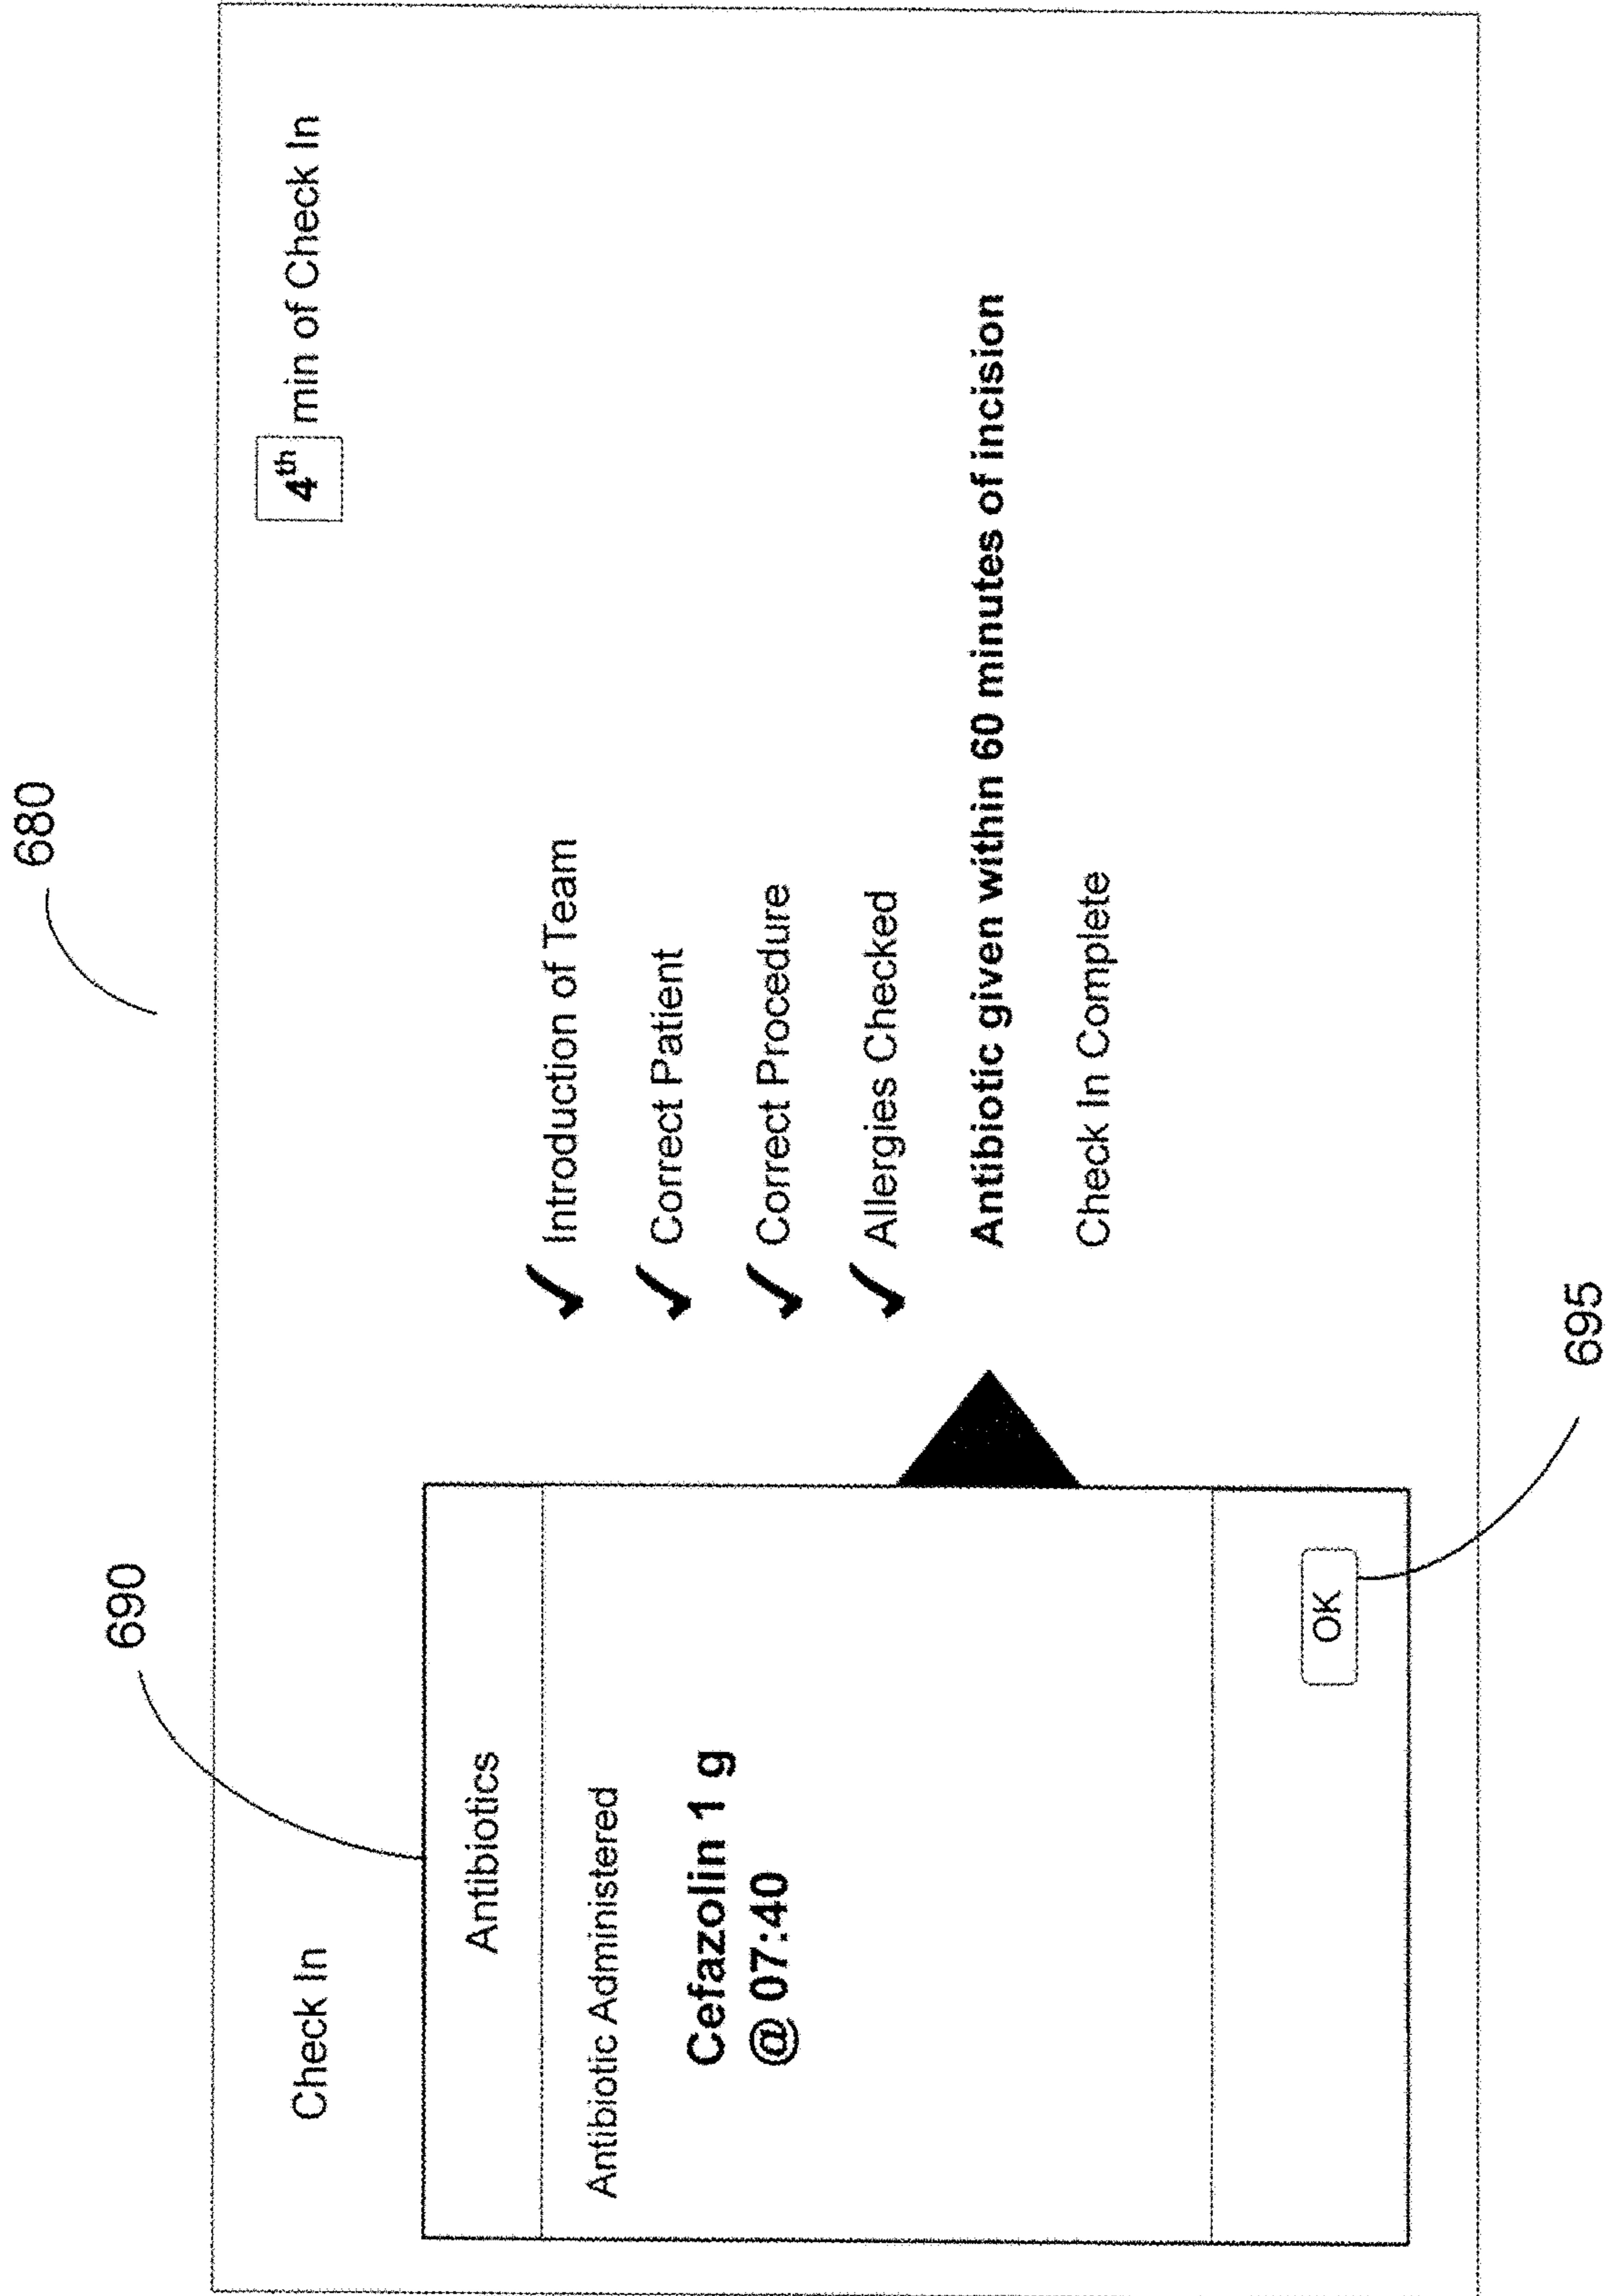 680
Check In
4th min of Check In
690
Antibiotics
Antibiotic Administered
Cefazolin 1 g
@ 07:40
OK
695
Introduction of Team
Correct Patient
Correct Procedure
Allergies Checked
Antibiotic given within 60 minutes of incision
Check In Complete